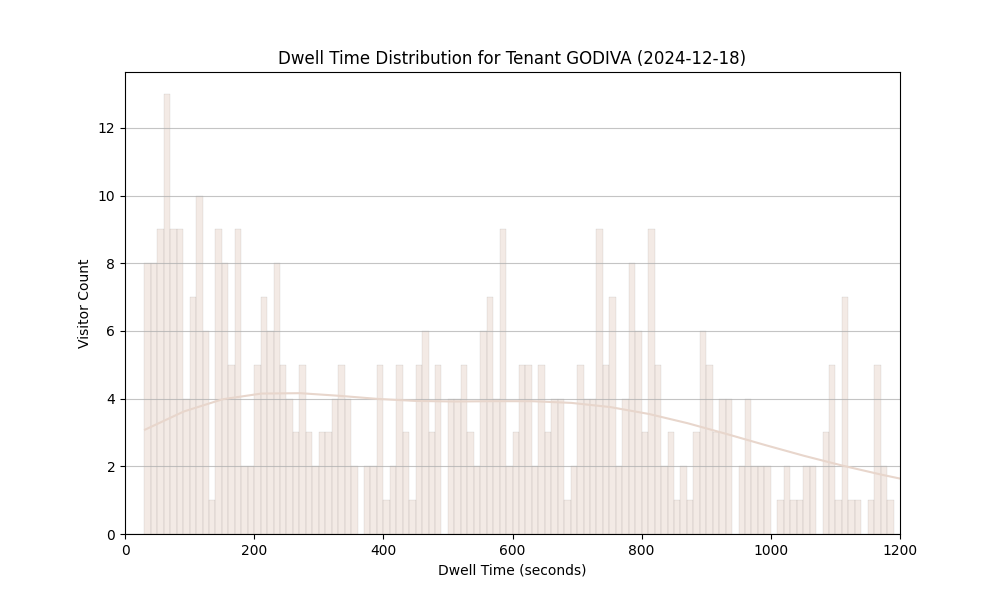 Dwell Time Distribution for Tenant GODIVA (2024-12-18)
Visitor Count
12
10
8
6
4
2
0
0 200 400 600 800 1000 1200
Dwell Time (seconds)